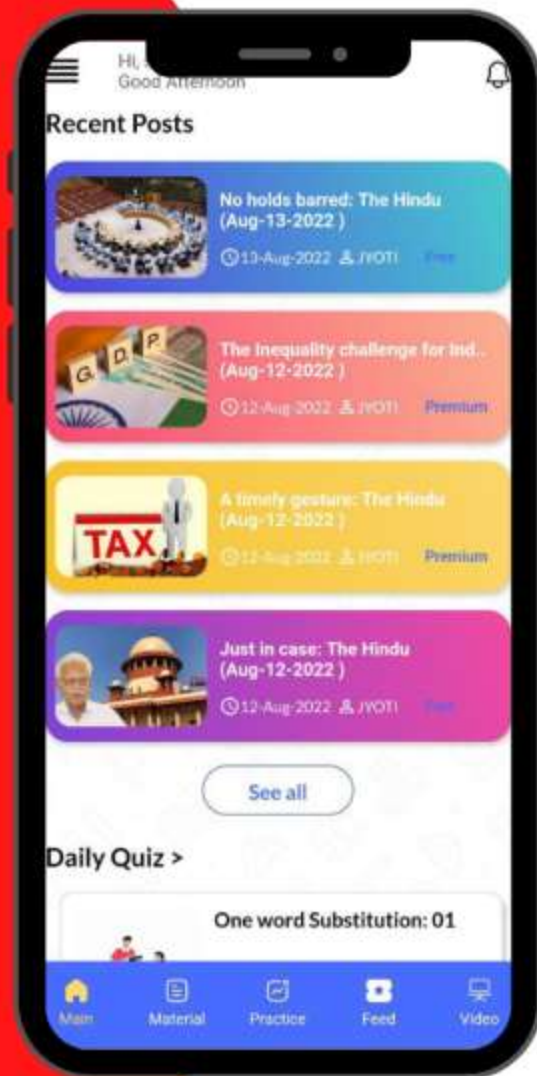 Hi,
Good Afternoon
Recent Posts
No holds barred: The Hindu
(Aug-13-2022 )
13-Aug-2022 JYOTI Free
G D P
The Inequality challenge for Ind..
(Aug-12-2022 )
12-Aug-2022 JYOTI Premium
TAX
A timely gesture: The Hindu
(Aug-12-2022 )
12-Aug-2022 JYOTI Premium
Just in case: The Hindu
(Aug-12-2022 )
12-Aug-2022 JYOTI Free
See all
Daily Quiz >
One word Substitution: 01
Main Material Practice Feed Video